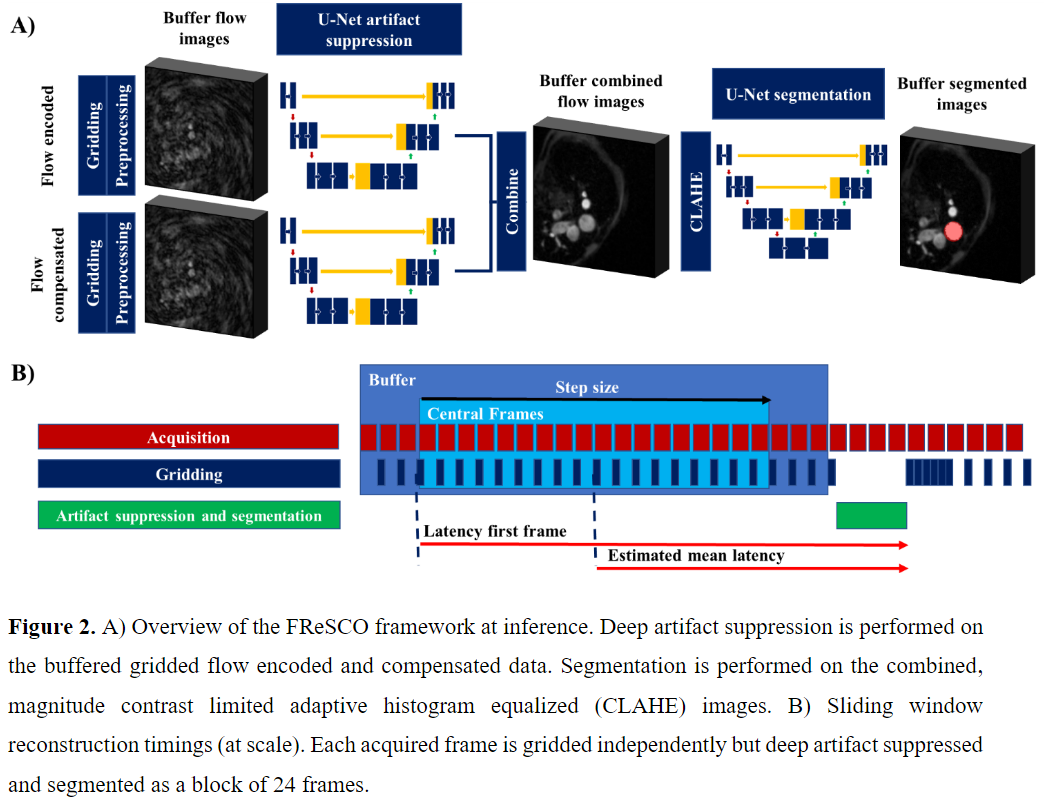 A)
Buffer flow
images
U-Net artifact
suppression
Flow encoded
Gridding
Preprocessing
Flow
compensated
Gridding
Preprocessing
Combine
Buffer combined
flow images
CLAHE
U-Net segmentation
Buffer segmented
images
B)
Buffer
Step size
Central Frames
Acquisition
Gridding
Artifact suppression and segmentation
Latency first frame
Estimated mean latency
Figure 2. A) Overview of the FReSCO framework at inference. Deep artifact suppression is performed on
the buffered gridded flow encoded and compensated data. Segmentation is performed on the combined,
magnitude contrast limited adaptive histogram equalized (CLAHE) images. B) Sliding window
reconstruction timings (at scale). Each acquired frame is gridded independently but deep artifact suppressed
and segmented as a block of 24 frames.